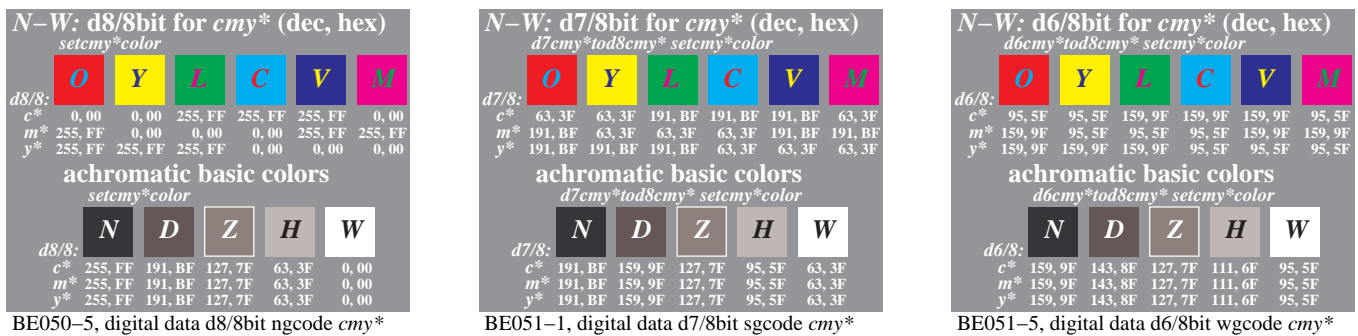 N−W: d8/8bit for cmy* (dec, hex)
setcmy*color
O Y L C V M
d8/8:
c* 0, 00 0, 00 255, FF 255, FF 255, FF 0, 00
m* 255, FF 0, 00 0, 00 0, 00 255, FF 255, FF
y* 255, FF 255, FF 255, FF 0, 00 0, 00 0, 00
achromatic basic colors
setcmy*color
N D Z H W
d8/8:
c* 255, FF 191, BF 127, 7F 63, 3F 0, 00
m* 255, FF 191, BF 127, 7F 63, 3F 0, 00
y* 255, FF 191, BF 127, 7F 63, 3F 0, 00
BE050−5, digital data d8/8bit ngcode cmy*
N−W: d7/8bit for cmy* (dec, hex)
d7cmy*tod8cmy* setcmy*color
O Y L C V M
d7/8:
c* 63, 3F 63, 3F 191, BF 191, BF 191, BF 63, 3F
m* 191, BF 63, 3F 63, 3F 63, 3F 191, BF 191, BF
y* 191, BF 191, BF 191, BF 63, 3F 63, 3F 63, 3F
achromatic basic colors
d7cmy*tod8cmy* setcmy*color
N D Z H W
d7/8:
c* 191, BF 159, 9F 127, 7F 95, 5F 63, 3F
m* 191, BF 159, 9F 127, 7F 95, 5F 63, 3F
y* 191, BF 159, 9F 127, 7F 95, 5F 63, 3F
BE051−1, digital data d7/8bit sgcode cmy*
N−W: d6/8bit for cmy* (dec, hex)
d6cmy*tod8cmy* setcmy*color
O Y L C V M
d6/8:
c* 95, 5F 95, 5F 159, 9F 159, 9F 159, 9F 95, 5F
m* 159, 9F 95, 5F 95, 5F 95, 5F 159, 9F 159, 9F
y* 159, 9F 159, 9F 159, 9F 95, 5F 95, 5F 95, 5F
achromatic basic colors
d6cmy*tod8cmy* setcmy*color
N D Z H W
d6/8:
c* 159, 9F 143, 8F 127, 7F 111, 6F 95, 5F
m* 159, 9F 143, 8F 127, 7F 111, 6F 95, 5F
y* 159, 9F 143, 8F 127, 7F 111, 6F 95, 5F
BE051−5, digital data d6/8bit wgcode cmy*